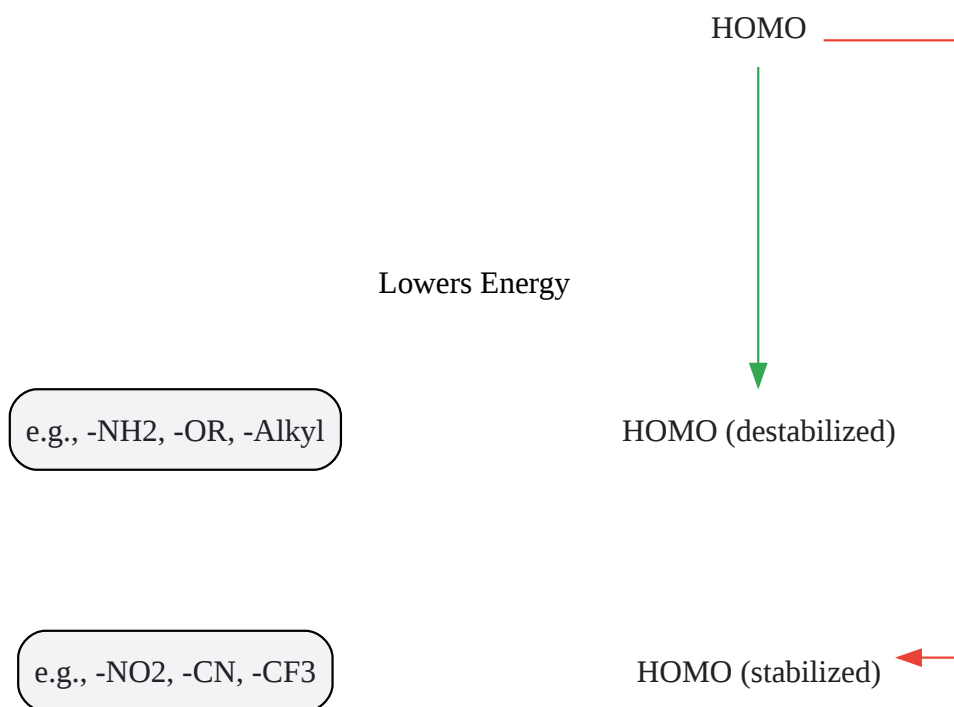 HOMO
Lowers Energy
e.g., -NH2, -OR, -Alkyl
HOMO (destabilized)
e.g., -NO2, -CN, -CF3
HOMO (stabilized)